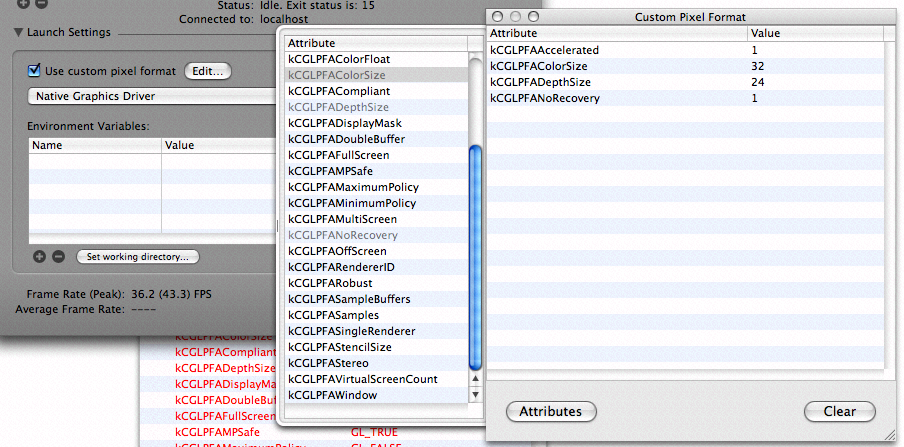 Status: Idle. Exit status is: 15
Connected to: localhost
Launch Settings
Use custom pixel format Edit...
Native Graphics Driver
Environment Variables:
Name Value
Set working directory...
Frame Rate (Peak): 36.2 (43.3) FPS
Average Frame Rate: ----
kCGLPFAColorSize
kCGLPFACompliant
kCGLPFADepthSize
kCGLPFADisplayMa
kCGLPFADoubleBuf
kCGLPFAFullScreen
kCGLPFAMPSafe GL_TRUE
kCGLPFAMaximumPolicy GL_FALSE
Attribute
kCGLPFAColorFloat
kCGLPFAColorSize
kCGLPFACompliant
kCGLPFADepthSize
kCGLPFADisplayMask
kCGLPFADoubleBuffer
kCGLPFAFullScreen
kCGLPFAMPSafe
kCGLPFAMaximumPolicy
kCGLPFAMinimumPolicy
kCGLPFAMultiScreen
kCGLPFANoRecovery
kCGLPFAOffScreen
kCGLPFARendererID
kCGLPFARobust
kCGLPFASampleBuffers
kCGLPFASamples
kCGLPFASingleRenderer
kCGLPFAStencilSize
kCGLPFAStereo
kCGLPFAVirtualScreenCount
kCGLPFAWindow
Custom Pixel Format
Attribute Value
kCGLPFAAccelerated 1
kCGLPFAColorSize 32
kCGLPFADepthSize 24
kCGLPFANoRecovery 1
Attributes Clear